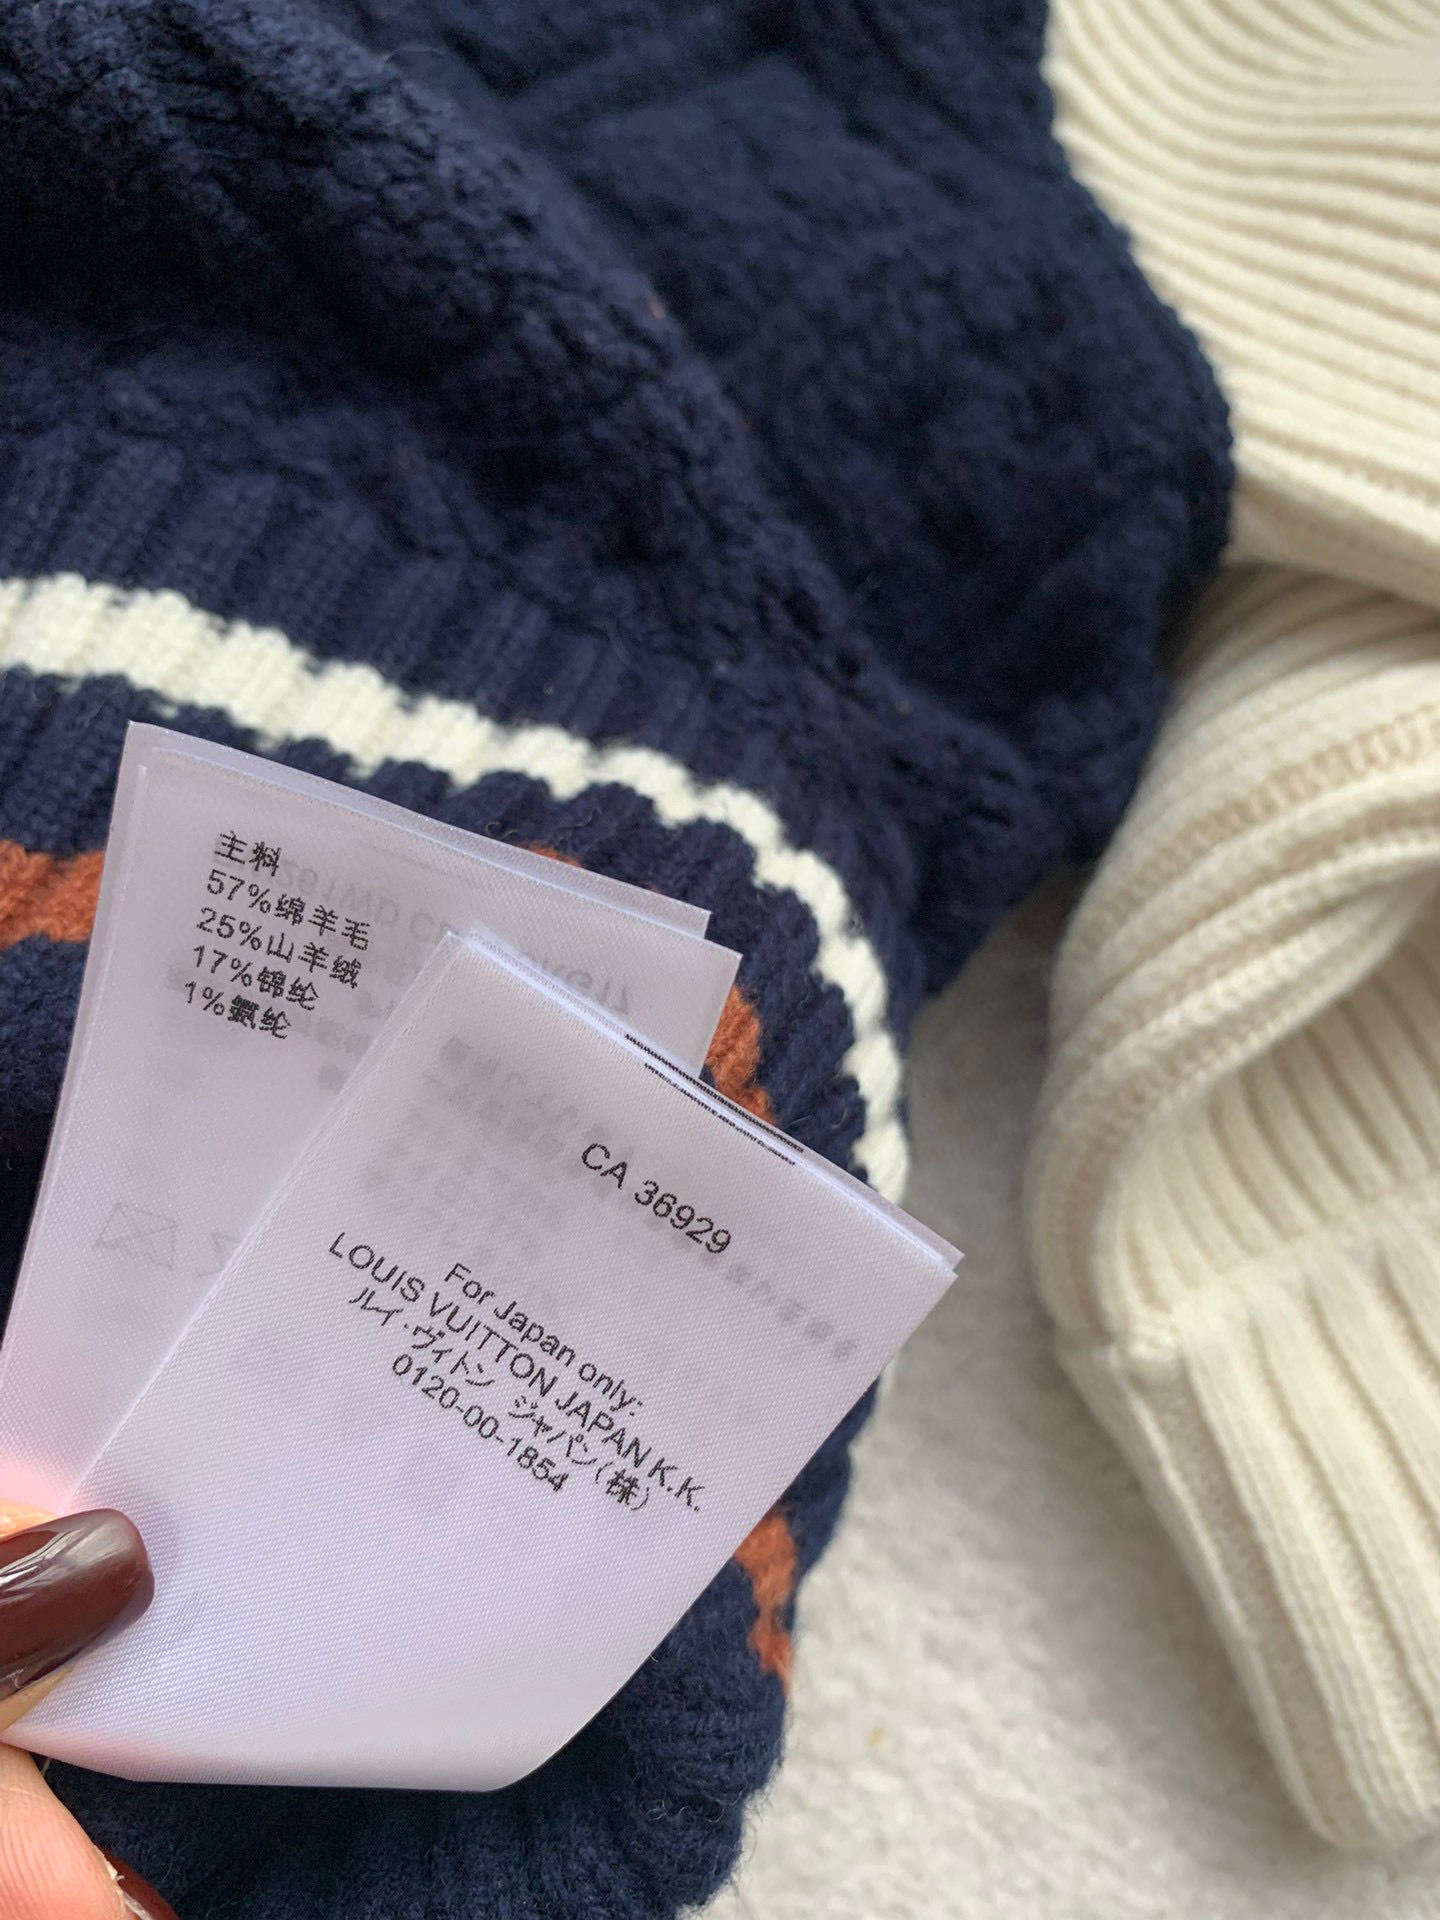 主料
57%绵羊毛
25%山羊绒
17%锦纶
1%氨纶
CA 36929
For Japan only:
LOUIS VUITTON JAPAN K.K.
ルイ・ヴィトン ジャパン(株)
0120-00-1854